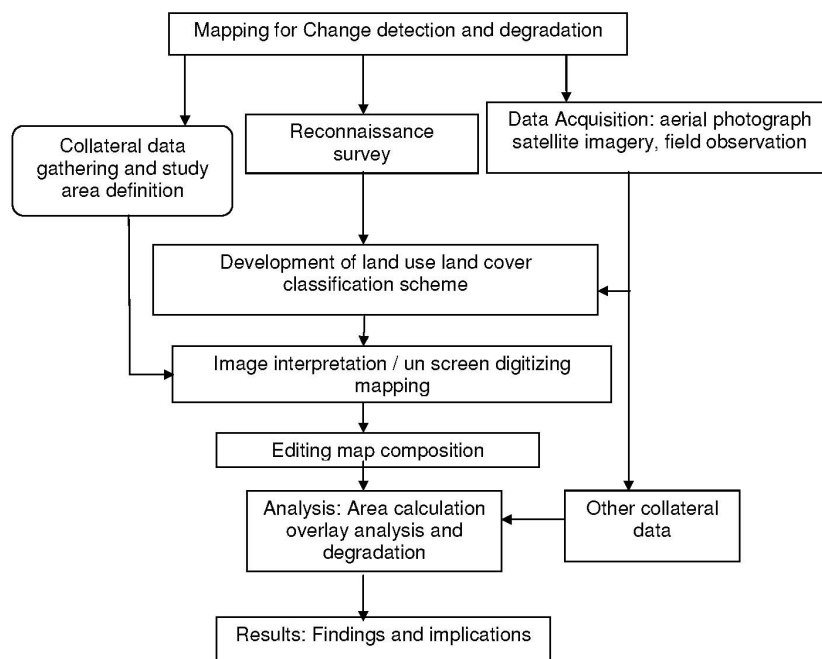 Mapping for Change detection and degradation
Collateral data
gathering and study
area definition
Reconnaissance
survey
Data Acquisition: aerial photograph
satellite imagery, field observation
Development of land use land cover
classification scheme
Image interpretation / un screen digitizing
mapping
Editing map composition
Analysis: Area calculation
overlay analysis and
degradation
Other collateral
data
Results: Findings and implications